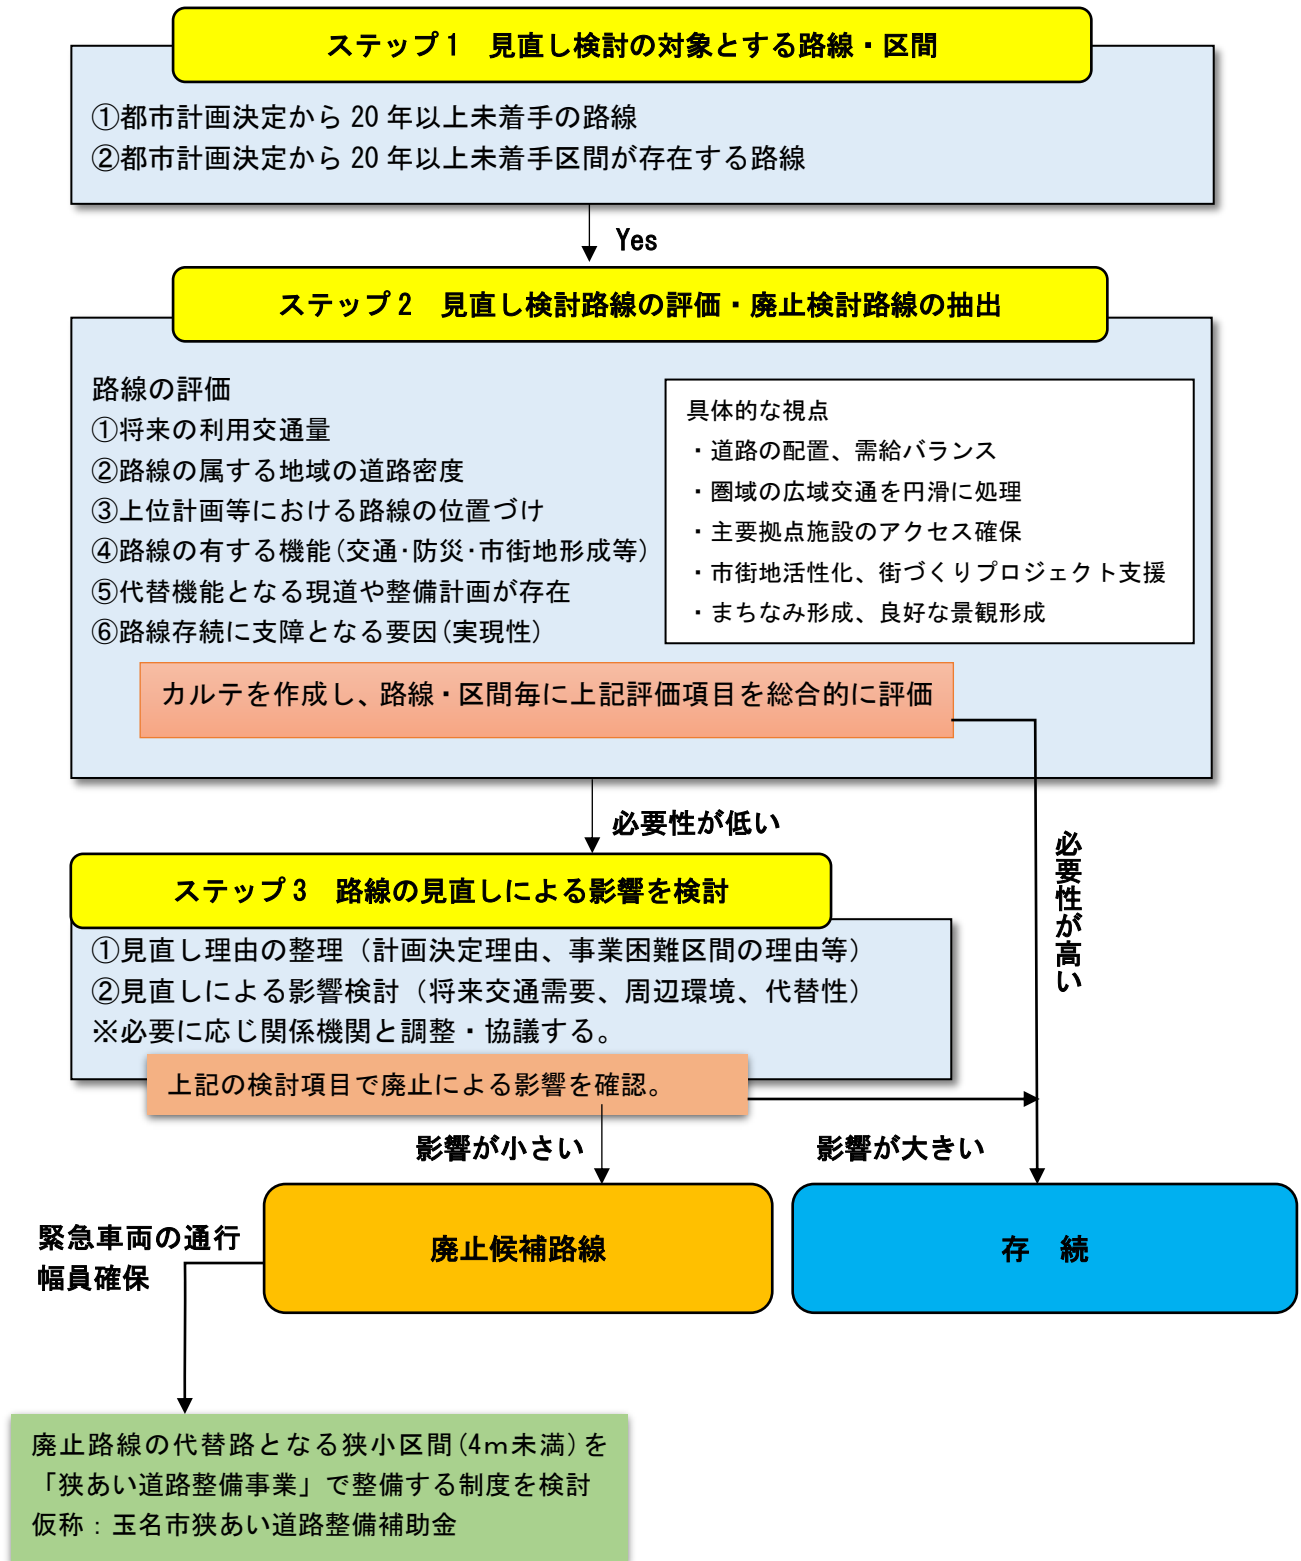 ステップ1　見直し検討の対象とする路線・区間
①都市計画決定から20年以上未着手の路線
②都市計画決定から20年以上未着手区間が存在する路線
Yes
ステップ2　見直し検討路線の評価・廃止検討路線の抽出
路線の評価
①将来の利用交通量
②路線の属する地域の道路密度
③上位計画等における路線の位置づけ
④路線の有する機能(交通・防災・市街地形成等)
⑤代替機能となる現道や整備計画が存在
⑥路線存続に支障となる要因(実現性)
具体的な視点
・道路の配置、需給バランス
・圏域の広域交通を円滑に処理
・主要拠点施設のアクセス確保
・市街地活性化、街づくりプロジェクト支援
・まちなみ形成、良好な景観形成
カルテを作成し、路線・区間毎に上記評価項目を総合的に評価
必要性が低い
必要性が高い
ステップ3　路線の見直しによる影響を検討
①見直し理由の整理（計画決定理由、事業困難区間の理由等）
②見直しによる影響検討（将来交通需要、周辺環境、代替性）
※必要に応じ関係機関と調整・協議する。
上記の検討項目で廃止による影響を確認。
影響が小さい
影響が大きい
緊急車両の通行
幅員確保
廃止候補路線
存　続
廃止路線の代替路となる狭小区間(4m未満)を
「狭あい道路整備事業」で整備する制度を検討
仮称：玉名市狭あい道路整備補助金